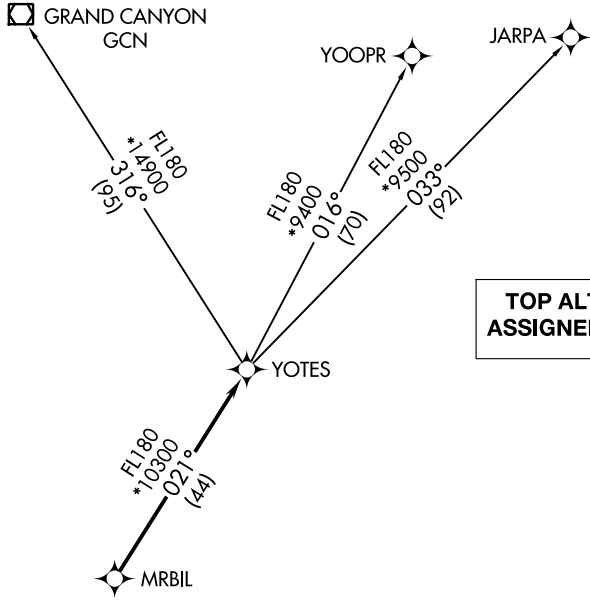 GRAND CANYON
GCN
YOOPR
JARPA
FL180
*14900
316°
(95)
FL180
*9400
016°
(70)
FL180
*9500
033°
(92)
TOP ALT
ASSIGNE
YOTES
FL180
*10300
021°
(44)
MRBIL